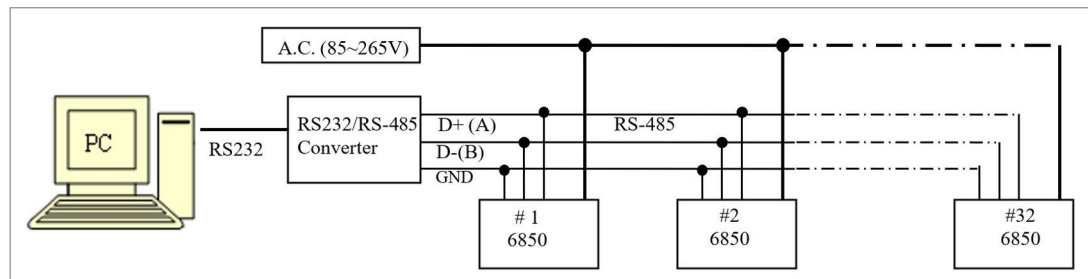 A.C. (85~265V)
PC
RS232
RS232/RS-485
Converter
D+ (A)
RS-485
D-(B)
GND
# 1
6850
#2
6850
#32
6850